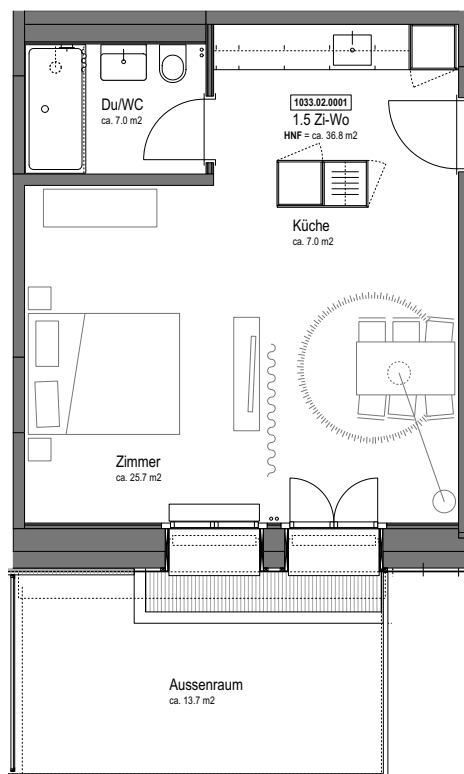 Du/WC
ca. 7.0 m2
1033.02.0001
1.5 Zi-Wo
HNF = ca. 36.8 m2
Küche
ca. 7.0 m2
Zimmer
ca. 25.7 m2
Aussenraum
ca. 13.7 m2